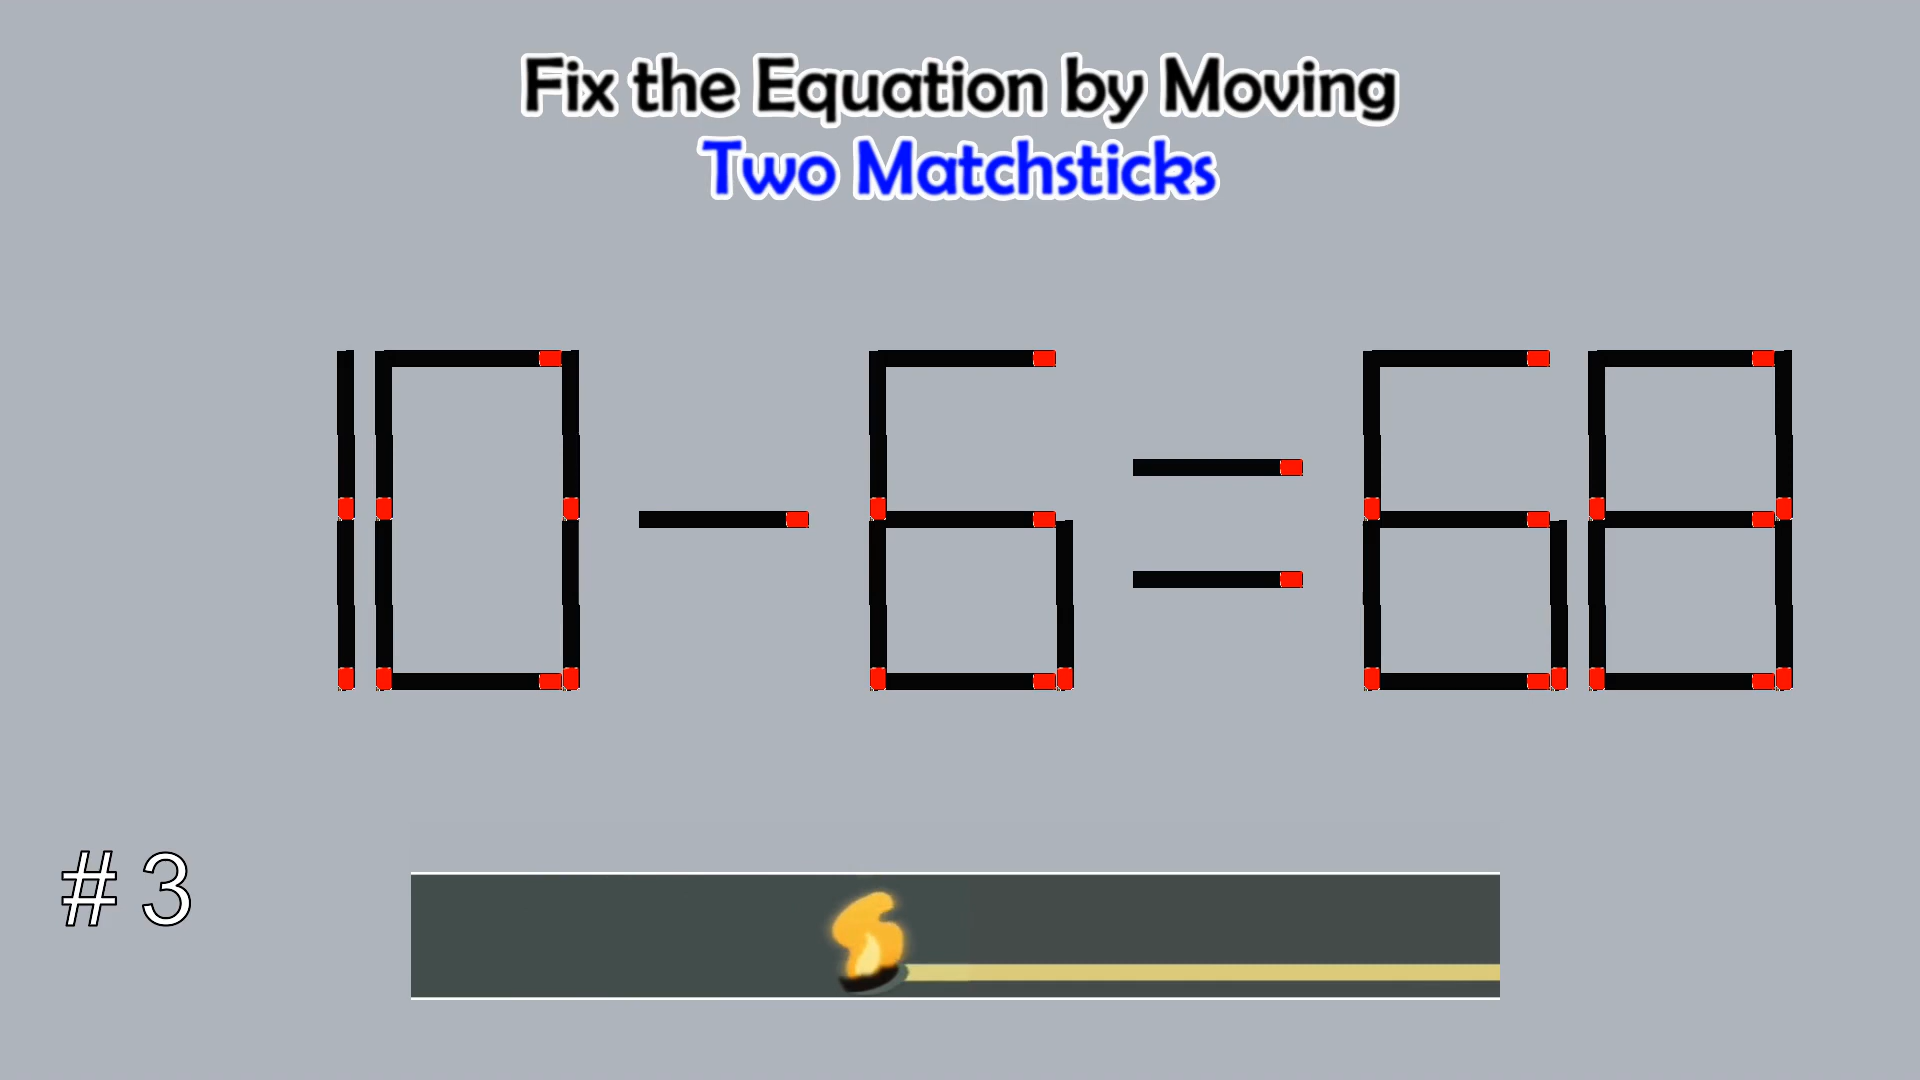 Fix the Equation by Moving
Two Matchsticks
10-6=68
#3